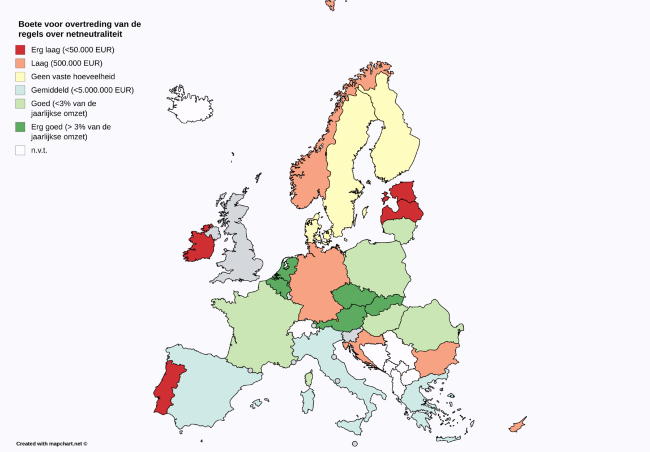 Boete voor overtreding van de
regels over netneutraliteit
Erg laag (<50.000 EUR)
Laag (500.000 EUR)
Geen vaste hoeveelheid
Gemiddeld (<5.000.000 EUR)
Goed (<3% van de
jaarlijkse omzet)
Erg goed (> 3% van de
jaarlijkse omzet)
n.v.t.
Created with mapchart.net ©